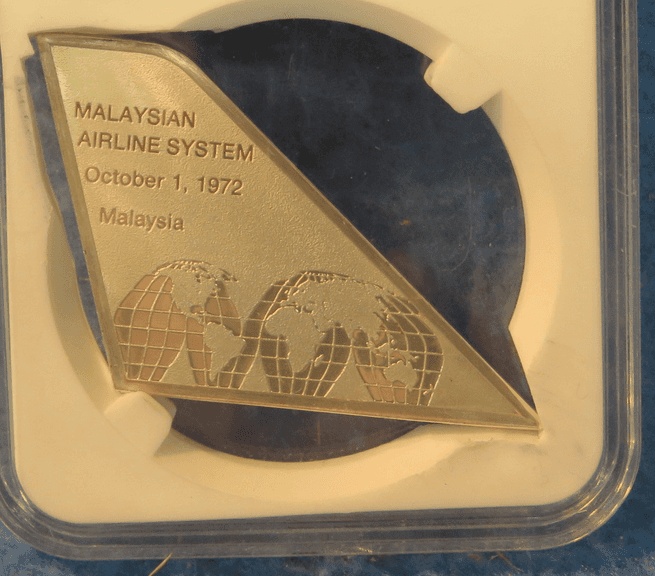 MALAYSIAN
AIRLINE SYSTEM
October 1, 1972
Malaysia